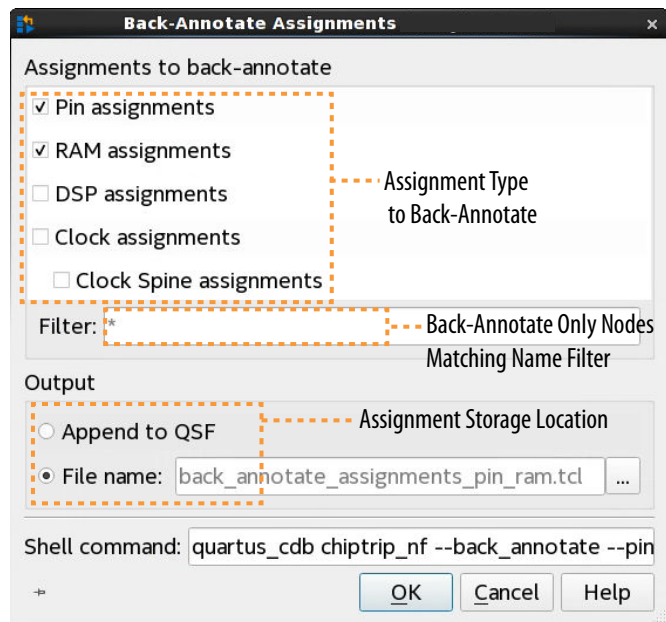 Back-Annotate Assignments
Assignments to back-annotate
Pin assignments
RAM assignments
DSP assignments
Clock assignments
Clock Spine assignments
Assignment Type
to Back-Annotate
Filter: *
Back-Annotate Only Nodes
Matching Name Filter
Output
Append to QSF
Assignment Storage Location
File name: back_annotate_assignments_pin_ram.tcl ...
Shell command: quartus_cdb chiptrip_nf --back_annotate --pin
OK Cancel Help